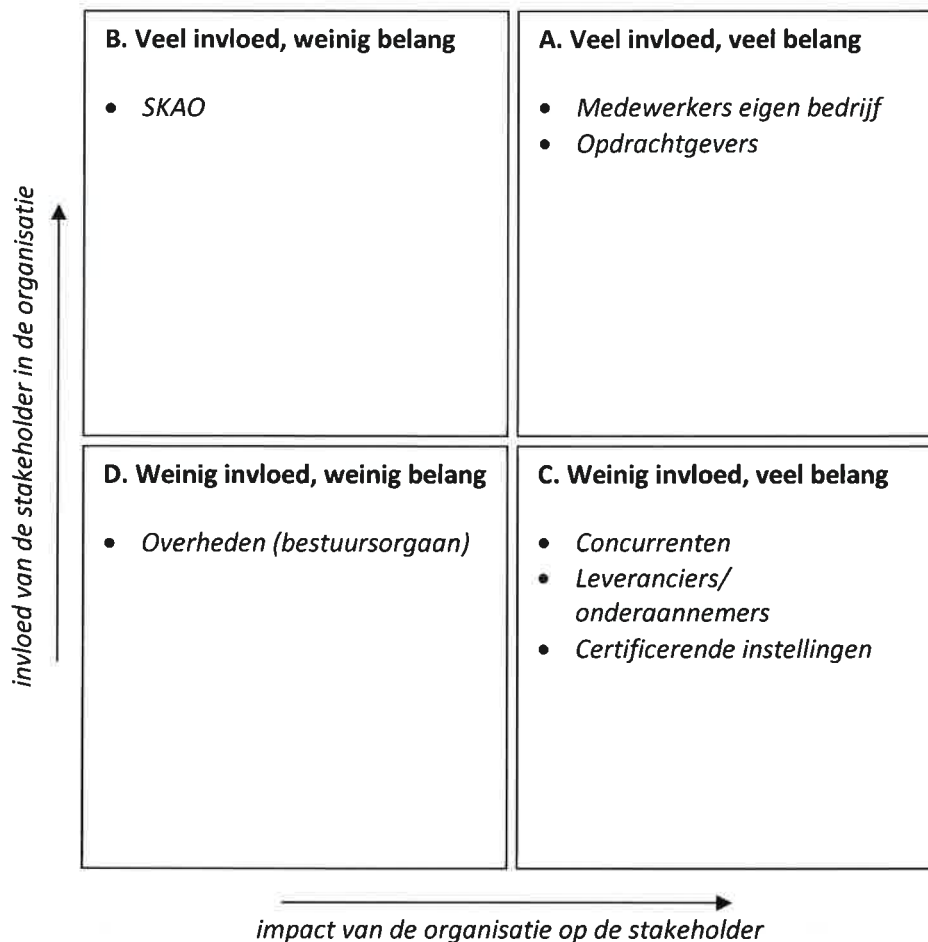 B. Veel invloed, weinig belang
• SKAO
A. Veel invloed, veel belang
• Medewerkers eigen bedrijf
• Opdrachtgevers
invloed van de stakeholder in de organisatie
D. Weinig invloed, weinig belang
• Overheden (bestuursorgaan)
C. Weinig invloed, veel belang
• Concurrenten
• Leveranciers/
onderaannemers
• Certificerende instellingen
impact van de organisatie op de stakeholder